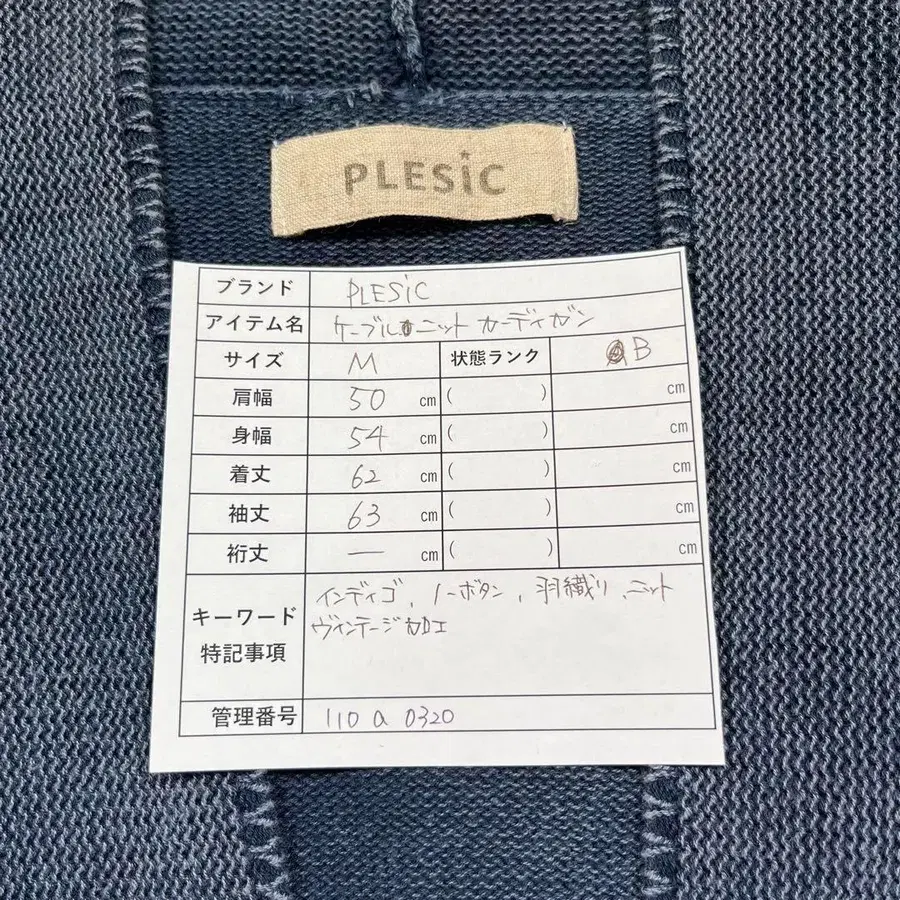 PLESiC
ブランド PLESiC
アイテム名 ケーブルニット カーディガン
サイズ M 状態ランク B
肩幅 50 cm ( ) cm
身幅 54 cm ( ) cm
着丈 62 cm ( ) cm
袖丈 63 cm ( ) cm
裄丈 — cm ( ) cm
キーワード 特記事項
インディゴ、ノーボタン、羽織り、ニット
ヴィンテージ加工
管理番号 110 a 0320